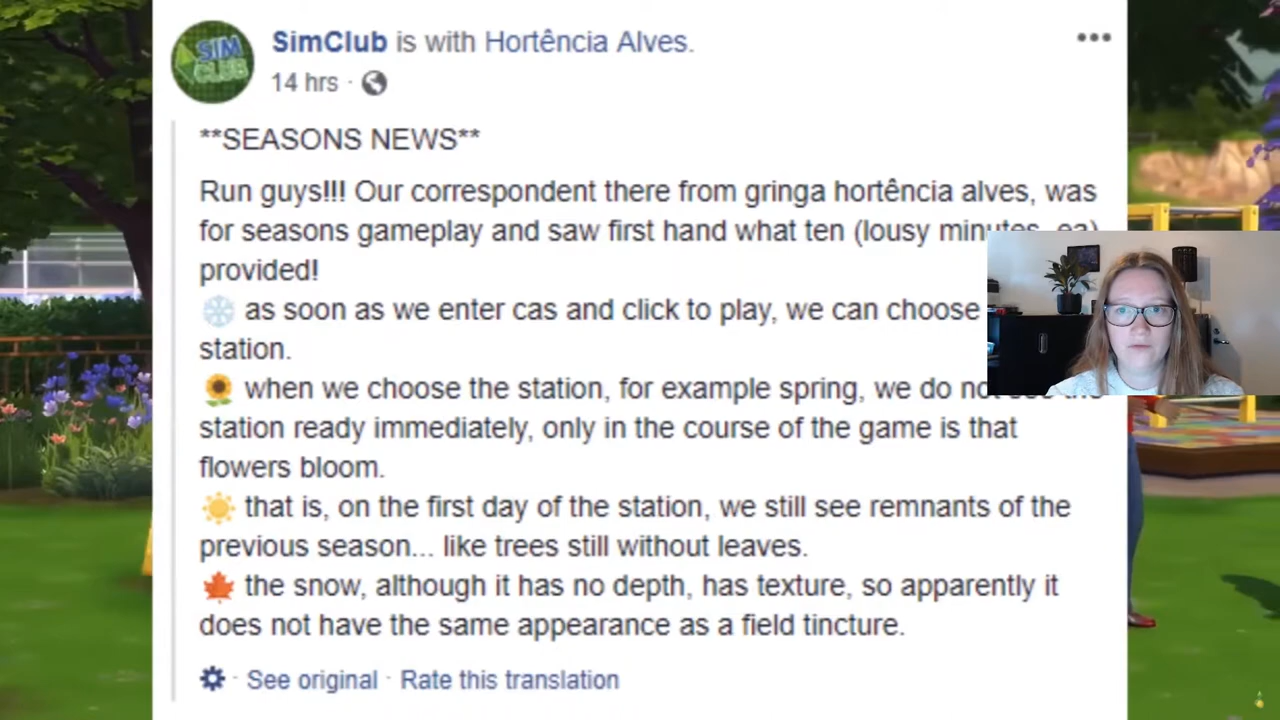 SIM CLUB
SimClub is with Hortência Alves.
14 hrs ·
**SEASONS NEWS**
Run guys!!! Our correspondent there from gringa hortência alves, was
for seasons gameplay and saw first hand what ten (lousy minutes, ea)
provided!
❄️ as soon as we enter cas and click to play, we can choose
station.
🌻 when we choose the station, for example spring, we do not
station ready immediately, only in the course of the game is that
flowers bloom.
☀️ that is, on the first day of the station, we still see remnants of the
previous season... like trees still without leaves.
🍁 the snow, although it has no depth, has texture, so apparently it
does not have the same appearance as a field tincture.
· See original · Rate this translation